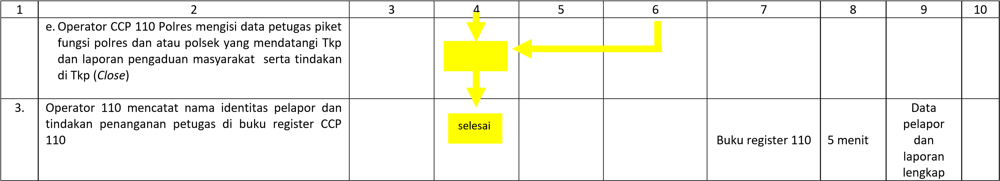 1 2 3 4 5 6 7 8 9 10
e. Operator CCP 110 Polres mengisi data petugas piket
fungsi polres dan atau polsek yang mendatangi Tkp
dan laporan pengaduan masyarakat serta tindakan
di Tkp (Close)
3.
Operator 110 mencatat nama identitas pelapor dan
tindakan penanganan petugas di buku register CCP
110
selesai
Buku register 110
5 menit
Data
pelapor
dan
laporan
lengkap